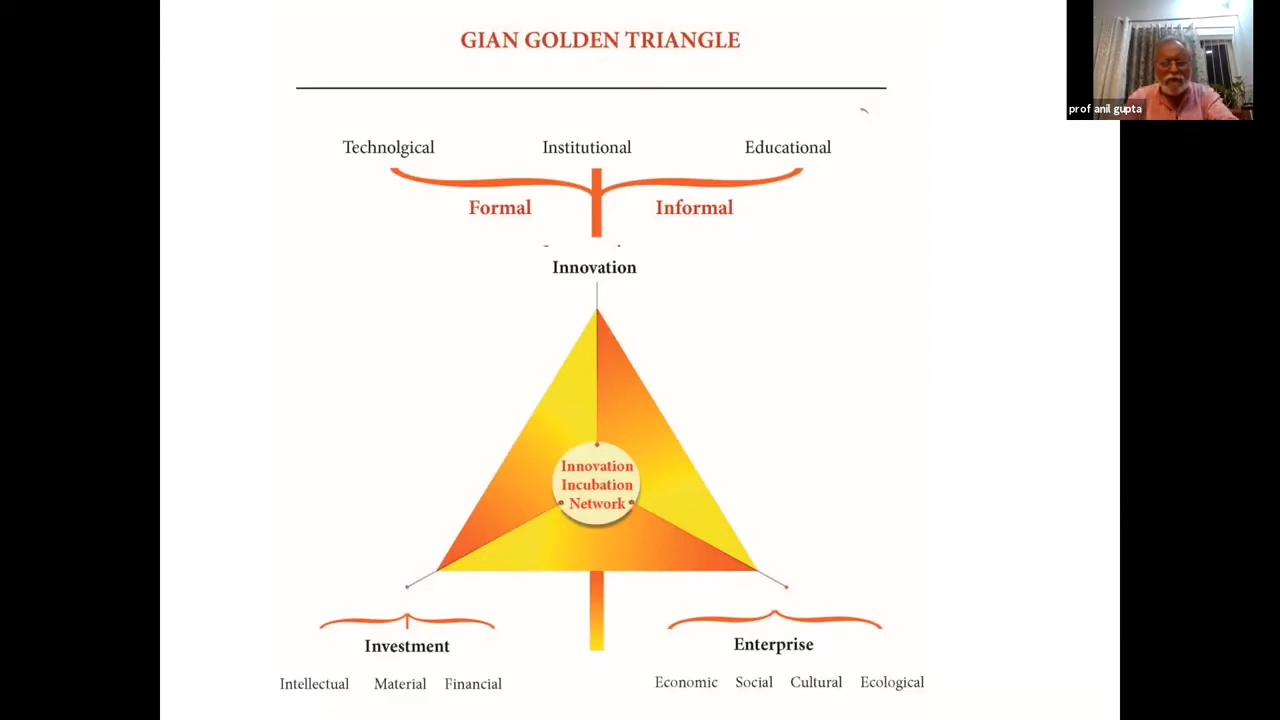 GIAN GOLDEN TRIANGLE
prof anil gupta
Technolgical Institutional Educational
Formal Informal
Innovation
Innovation
Incubation
Network
Investment Enterprise
Intellectual Material Financial
Economic Social Cultural Ecological